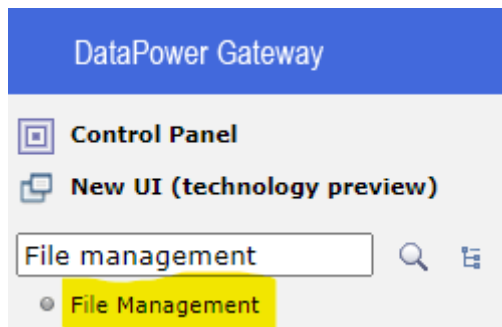 DataPower Gateway
Control Panel
New UI (technology preview)
File management
File Management